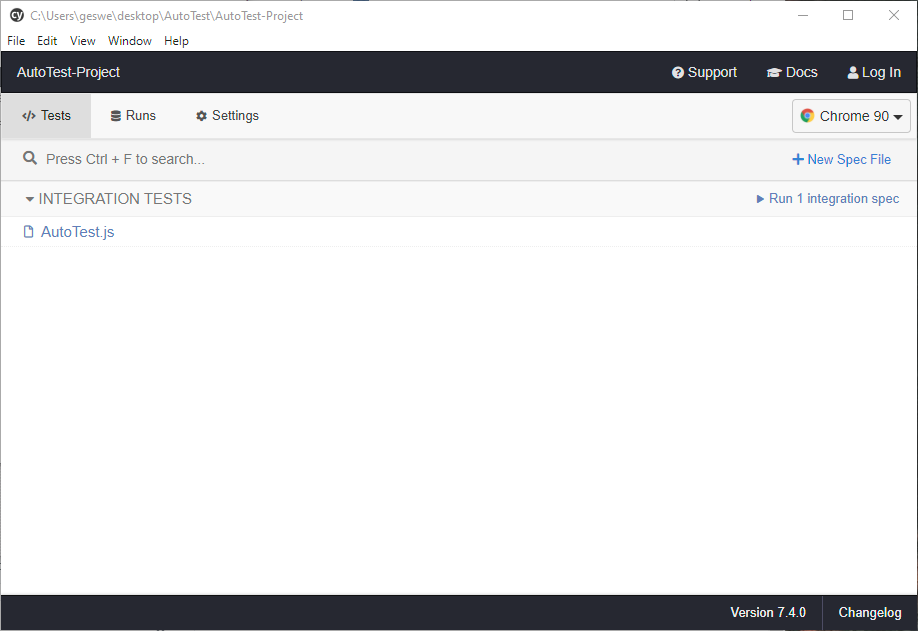 cy C:\Users\geswe\desktop\AutoTest\AutoTest-Project
File Edit View Window Help
AutoTest-Project Support Docs Log In
Tests Runs Settings Chrome 90
Press Ctrl + F to search... New Spec File
INTEGRATION TESTS Run 1 integration spec
AutoTest.js
Version 7.4.0 Changelog